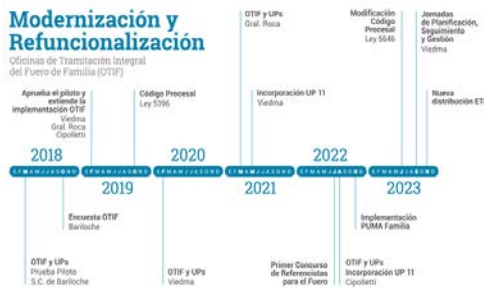 Modernización y
Refuncionalización
Oficinas de Tramitación Integral
del Fuero de Familia (OTIF)
Aprueba el piloto y
extiende la
implementación OTIF
Viedma
Gral. Roca
Cipolletti
Código Procesal
Ley 5396
OTIF y UPs
Gral. Roca
Incorporación UP 11
Viedma
Modificación
Código
Procesal
Ley 5646
Jornadas
de Planificación,
Seguimiento
y Gestión
Viedma
Nueva
distribución ETI
2018
2020
2022
E F M A M J J A S O N D
E F M A M J J A S O N D
E F M A M J J A S O N D
E F M A M J J A S O N D
E F M A M J J A S O N D
E F M A M J J A S O N D
2019
2021
2023
Encuesta OTIF
Bariloche
Implementación
PUMA Familia
OTIF y UPs
Prueba Piloto
S.C. de Bariloche
OTIF y UPs
Viedma
Primer Concurso
de Referencistas
para el Fuero
OTIF y UPs
Incorporación UP 11
Cipolletti